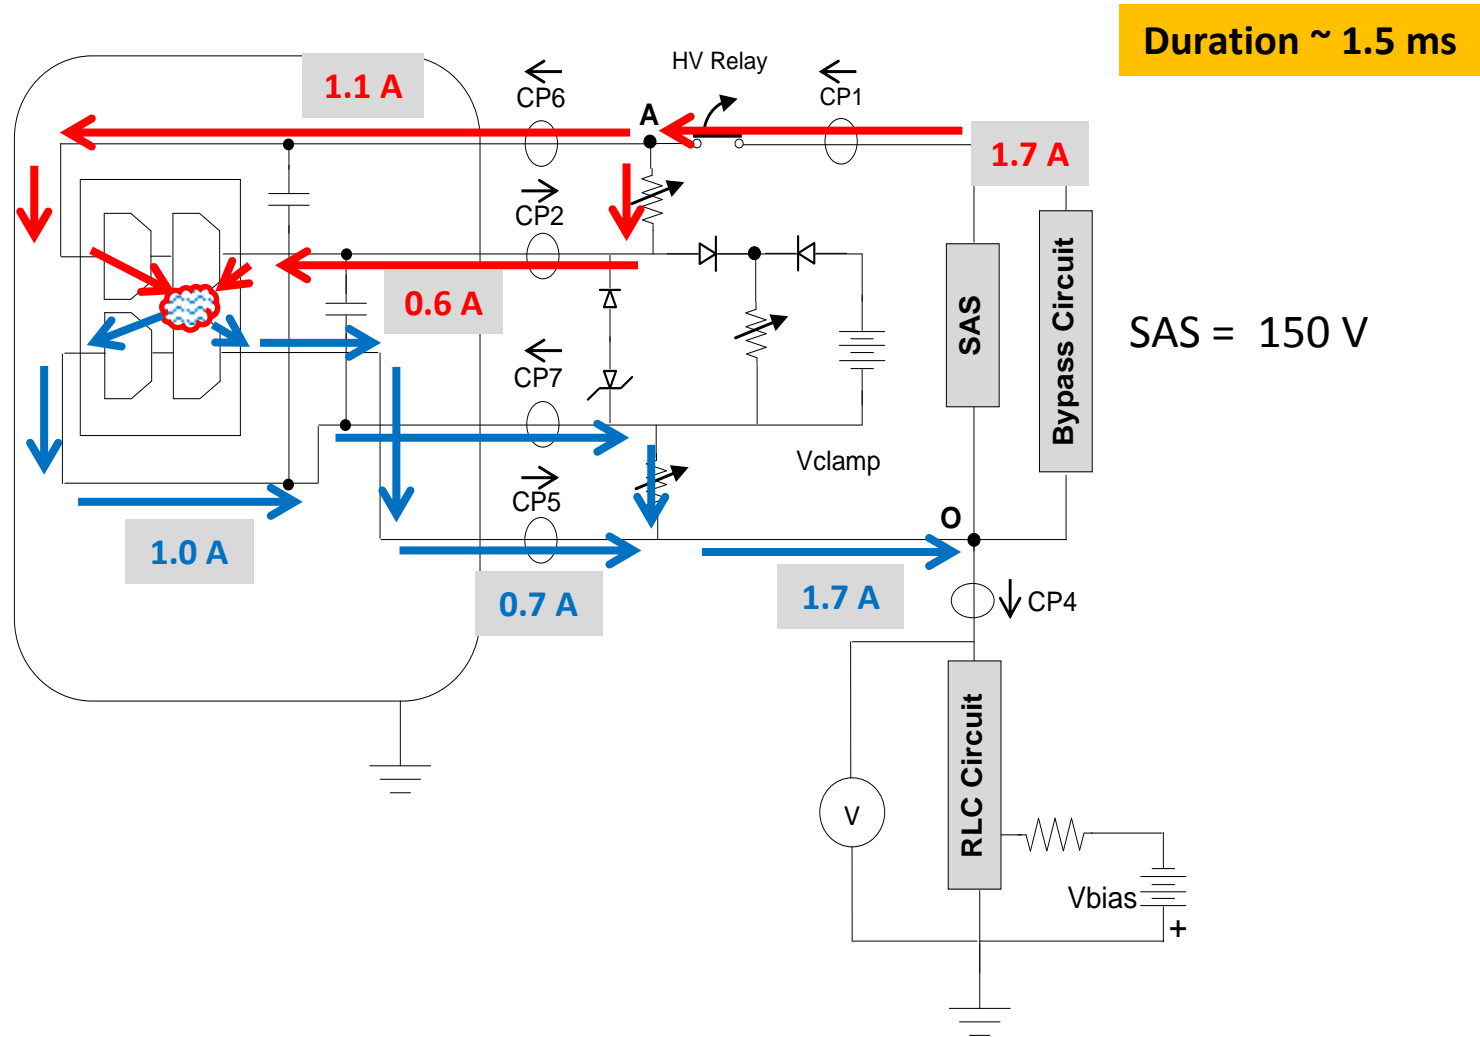 Duration ~ 1.5 ms
HV Relay
1.1 A
CP6
CP1
A
1.7 A
CP2
0.6 A
SAS
Bypass Circuit
SAS = 150 V
CP7
Vclamp
CP5
O
1.0 A
0.7 A
1.7 A
CP4
RLC Circuit
V
Vbias
+